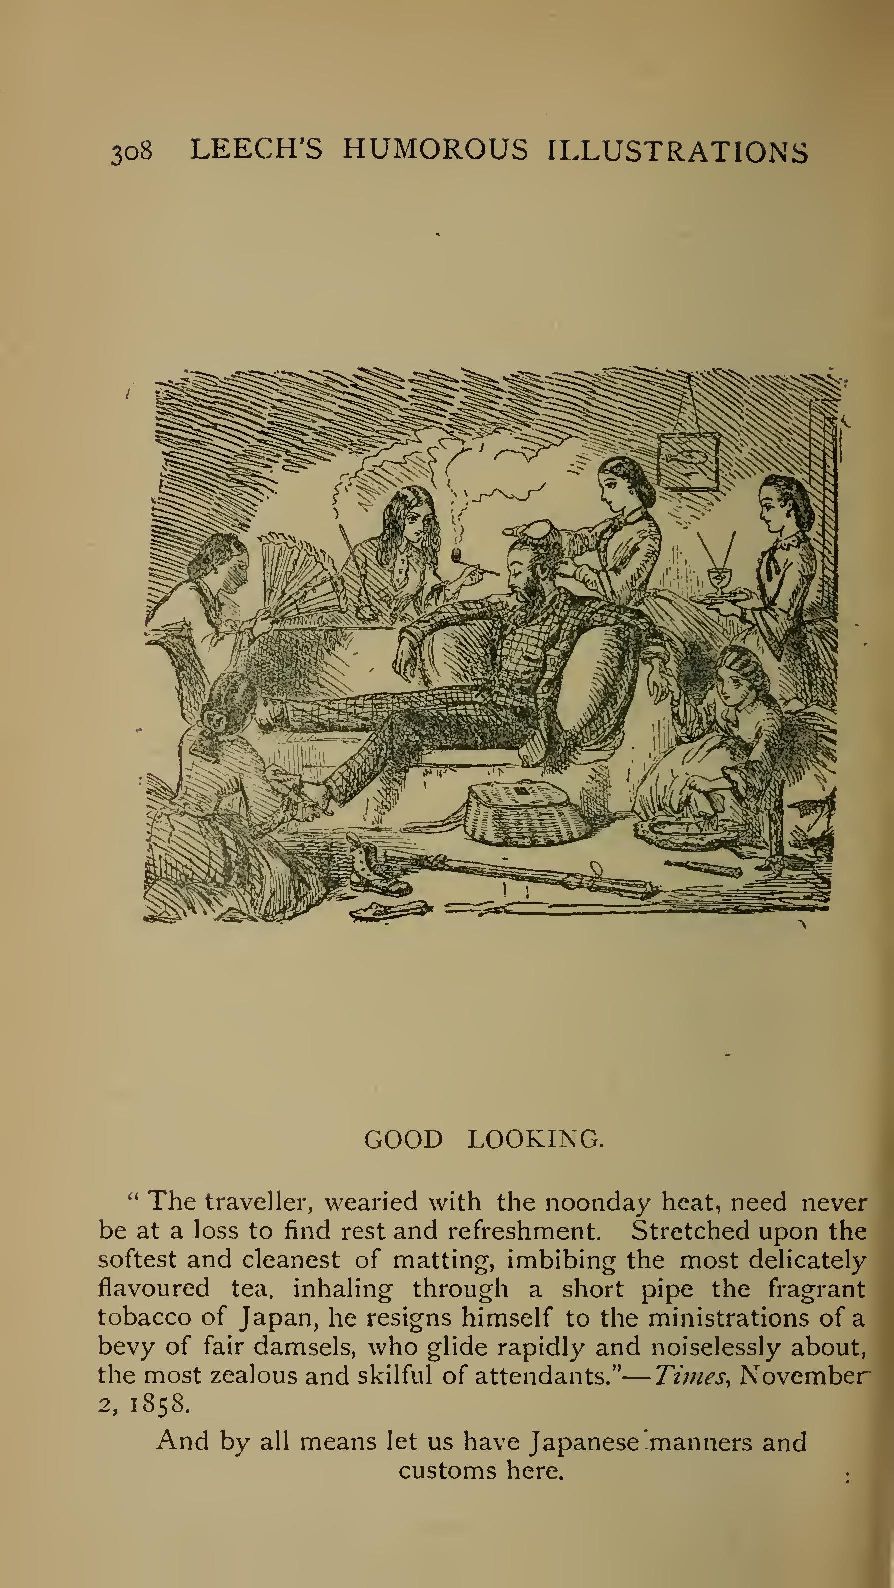 308 LEECH'S HUMOROUS ILLUSTRATIONS
GOOD LOOKING.
“ The traveller, wearied with the noonday heat, need never
be at a loss to find rest and refreshment. Stretched upon the
softest and cleanest of matting, imbibing the most delicately
flavoured tea, inhaling through a short pipe the fragrant
tobacco of Japan, he resigns himself to the ministrations of a
bevy of fair damsels, who glide rapidly and noiselessly about,
the most zealous and skilful of attendants.”—Times, November
2, 1858.
And by all means let us have Japanese manners and
customs here.